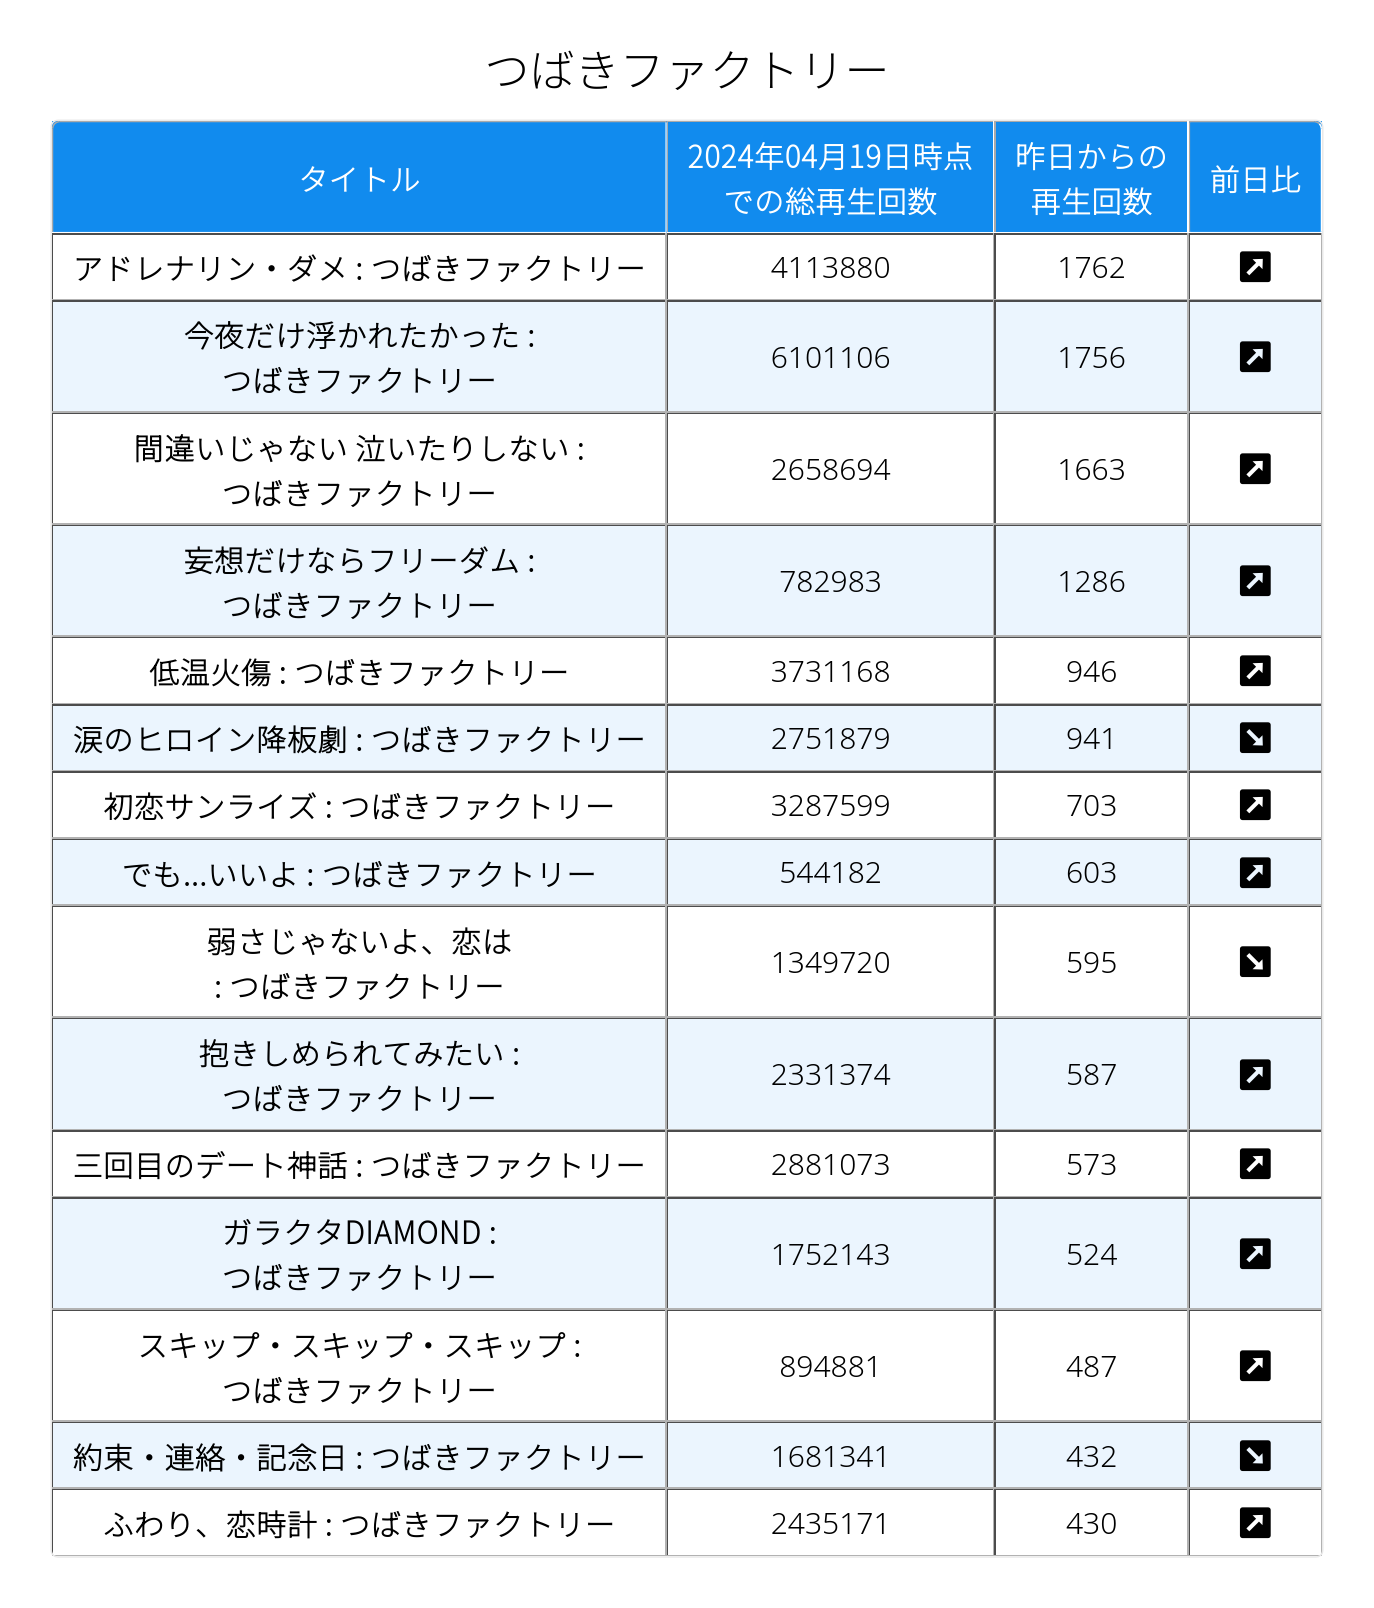 つばきファクトリー
タイトル
2024年04月19日時点
での総再生回数
昨日からの
再生回数
前日比
アドレナリン・ダメ : つばきファクトリー
4113880
1762
今夜だけ浮かれたかった :
つばきファクトリー
6101106
1756
間違いじゃない 泣いたりしない :
つばきファクトリー
2658694
1663
妄想だけならフリーダム :
つばきファクトリー
782983
1286
低温火傷 : つばきファクトリー
3731168
946
涙のヒロイン降板劇 : つばきファクトリー
2751879
941
初恋サンライズ : つばきファクトリー
3287599
703
でも...いいよ : つばきファクトリー
544182
603
弱さじゃないよ、恋は
: つばきファクトリー
1349720
595
抱きしめられてみたい :
つばきファクトリー
2331374
587
三回目のデート神話 : つばきファクトリー
2881073
573
ガラクタDIAMOND :
つばきファクトリー
1752143
524
スキップ・スキップ・スキップ :
つばきファクトリー
894881
487
約束・連絡・記念日 : つばきファクトリー
1681341
432
ふわり、恋時計 : つばきファクトリー
2435171
430